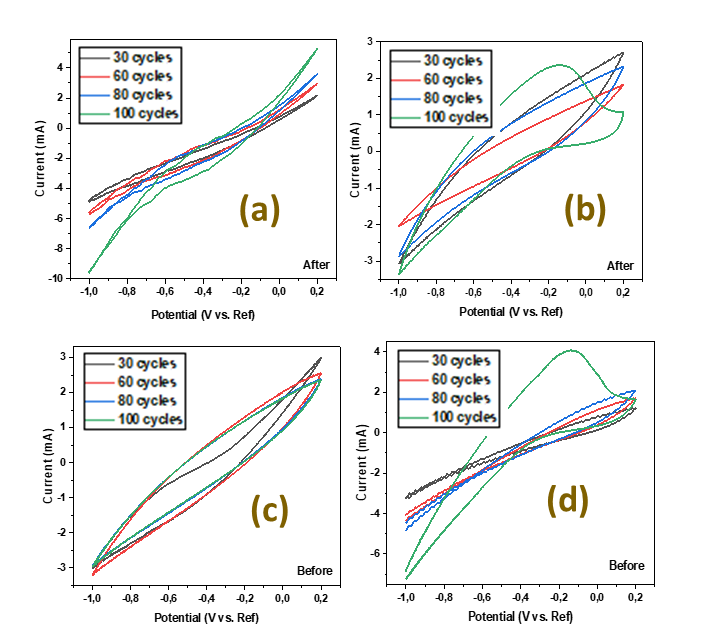 30 cycles
60 cycles
80 cycles
100 cycles
4
2
0
-2
-4
-6
-8
-10
Current (mA)
(a)
After
-1,0 -0,8 -0,6 -0,4 -0,2 0,0 0,2
Potential (V vs. Ref)
30 cycles
60 cycles
80 cycles
100 cycles
3
2
1
0
-1
-2
-3
Current (mA)
(b)
After
-1,0 -0,8 -0,6 -0,4 -0,2 0,0 0,2
Potential (V vs. Ref)
30 cycles
60 cycles
80 cycles
100 cycles
3
2
1
0
-1
-2
-3
Current (mA)
(c)
Before
-1,0 -0,8 -0,6 -0,4 -0,2 0,0 0,2
Potential (V vs. Ref)
30 cycles
60 cycles
80 cycles
100 cycles
4
2
0
-2
-4
-6
Current (mA)
(d)
Before
-1,0 -0,8 -0,6 -0,4 -0,2 0,0 0,2
Potential (V vs. Ref)